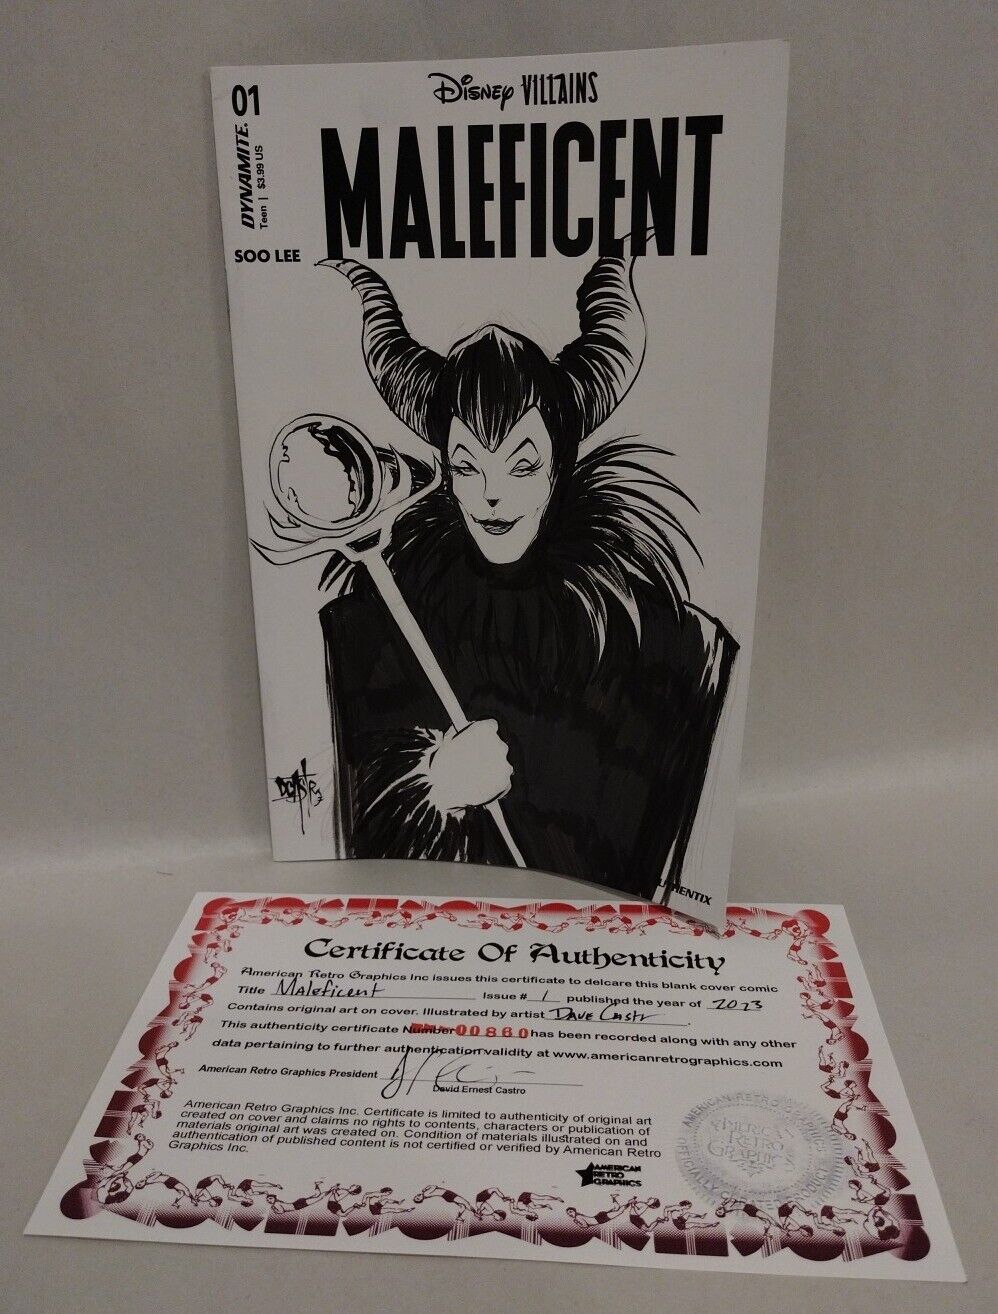 01
DISNEY VILLAINS
MALEFICENT
DYNAMITE.
Teen | $3.99 US
SOO LEE
DCASTRO
Certificate Of Authenticity
American Retro Graphics Inc issues this certificate to delcare this blank cover comic
Title Maleficent Issue # 1 published the year of 2023
Contains original art on cover. Illustrated by artist Dave Castr
This authenticity certificate Number 00860 has been recorded along with any other
data pertaining to further authentication validity at www.americanretrographics.com
American Retro Graphics President
David Ernest Castro
American Retro Graphics Inc. Certificate is limited to authenticity of original art
created on cover and claims no rights to contents, characters or publication of
materials original art was created on. Condition of materials illustrated on and
authentication of published content is not certified or verified by American Retro
Graphics Inc.
AMERICAN
RETRO
GRAPHICS